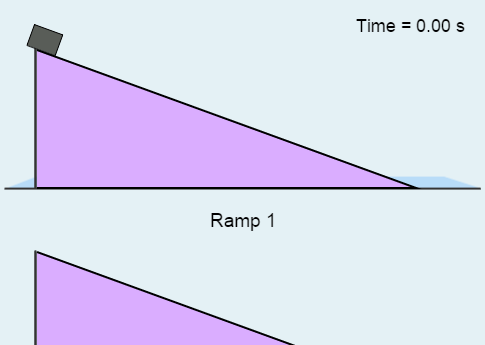 Time = 0.00 s
Ramp 1